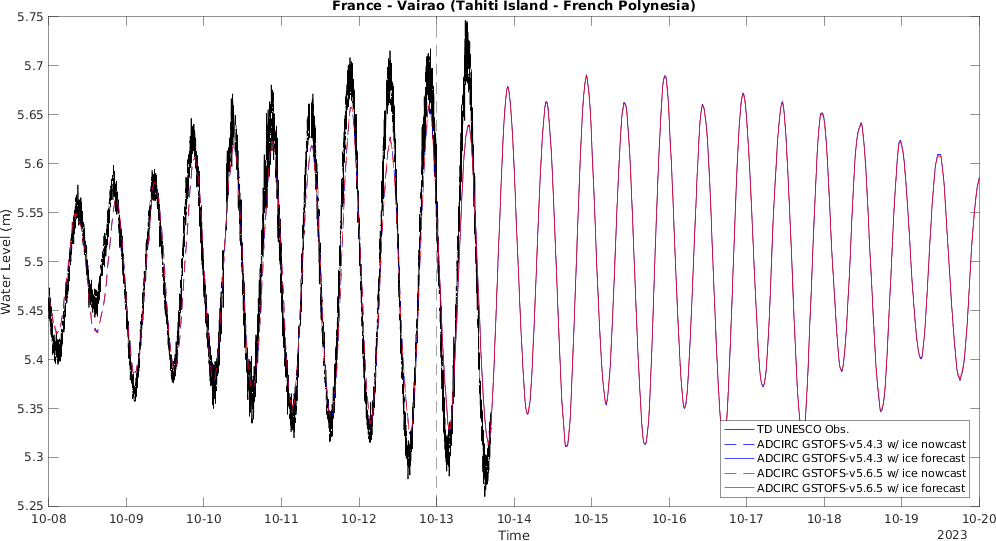 France - Vairao (Tahiti Island - French Polynesia)
5.75
5.7
5.65
5.6
5.55
5.5
5.45
5.4
5.35
5.3
5.25
Water Level (m)
TD UNESCO Obs.
ADCIRC GSTOFS-v5.4.3 w/ ice nowcast
ADCIRC GSTOFS-v5.4.3 w/ ice forecast
ADCIRC GSTOFS-v5.6.5 w/ ice nowcast
ADCIRC GSTOFS-v5.6.5 w/ ice forecast
10-08 10-09 10-10 10-11 10-12 10-13 10-14 10-15 10-16 10-17 10-18 10-19 10-20
Time
2023